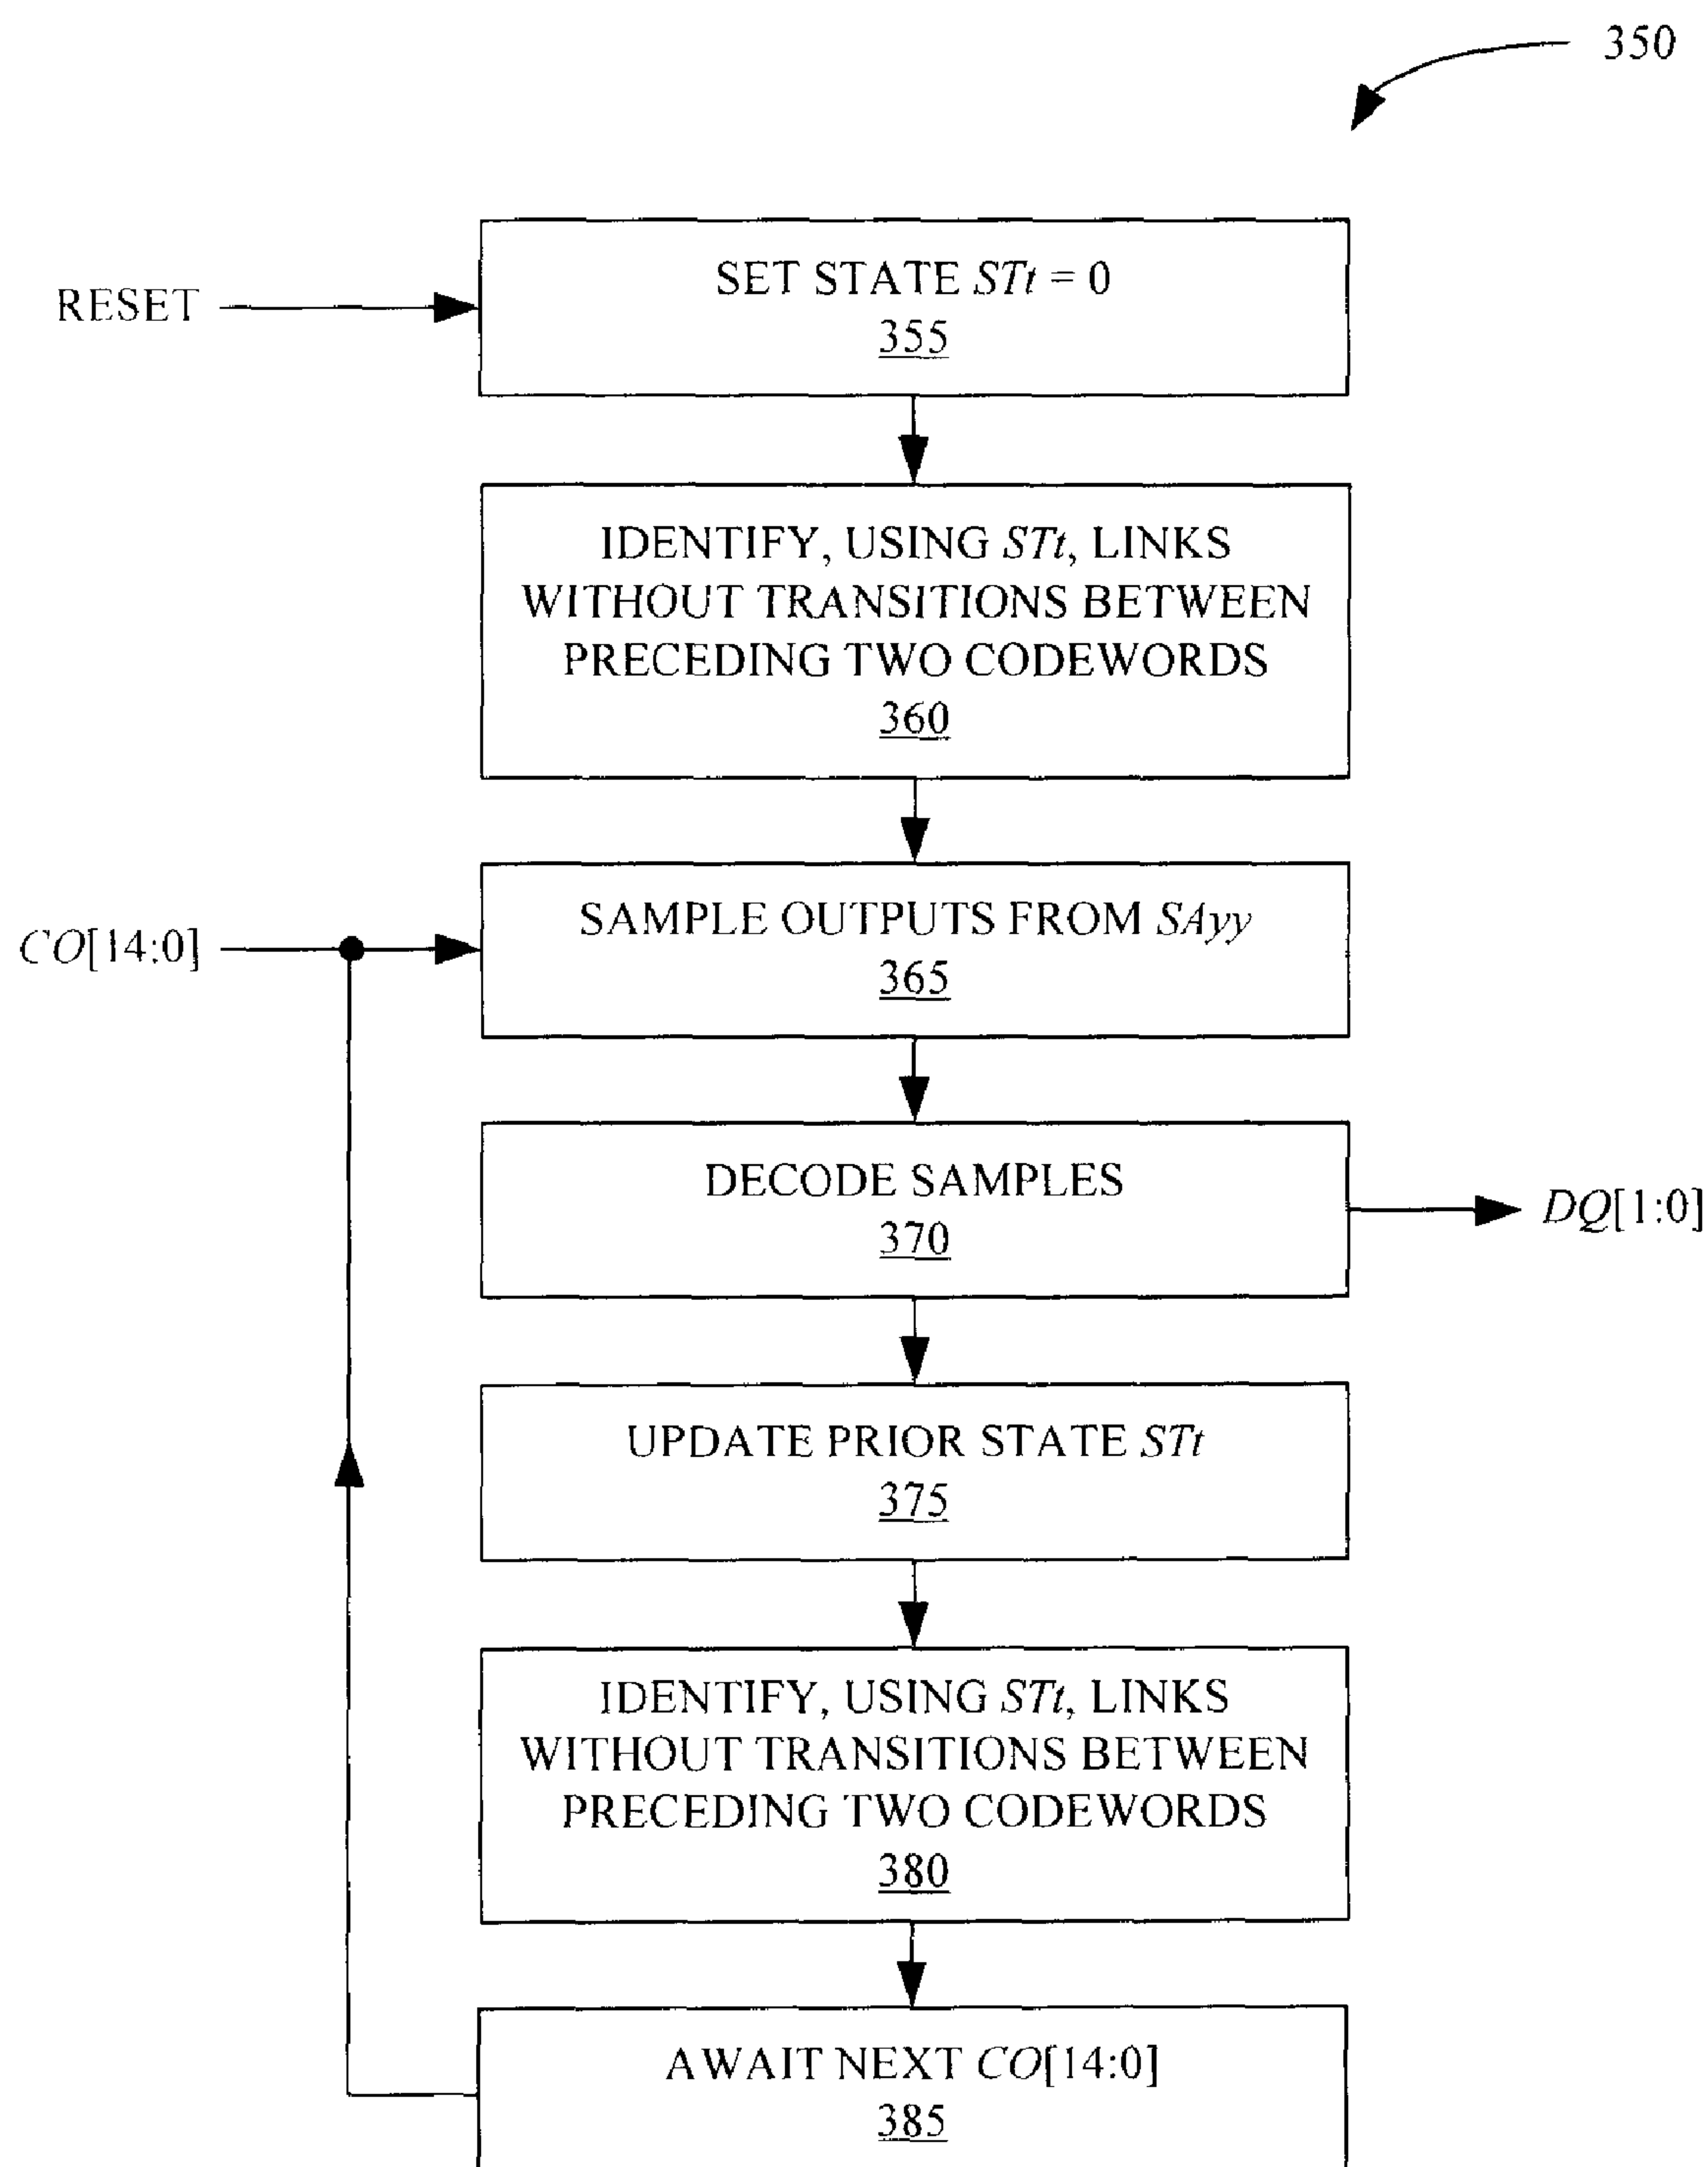 350
SET STATE STt = 0
RESET
355
IDENTIFY, USING STt, LINKS
WITHOUT TRANSITIONS BETWEEN
PRECEDING TWO CODEWORDS
360
SAMPLE OUTPUTS FROM SAyy
CO[14:0]
365
DECODE SAMPLES
DQ[1:0]
370
UPDATE PRIOR STATE STt
375
IDENTIFY, USING STt, LINKS
WITHOUT TRANSITIONS BETWEEN
PRECEDING TWO CODEWORDS
380
AWAIT NEXT CO[14:0]
385